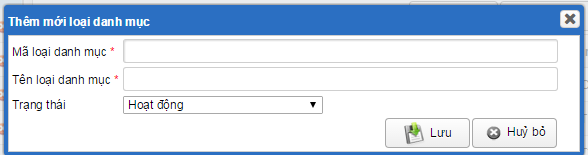 Thêm mới loại danh mục
Mã loại danh mục *
Tên loại danh mục *
Trạng thái Hoạt động
Lưu Huỷ bỏ